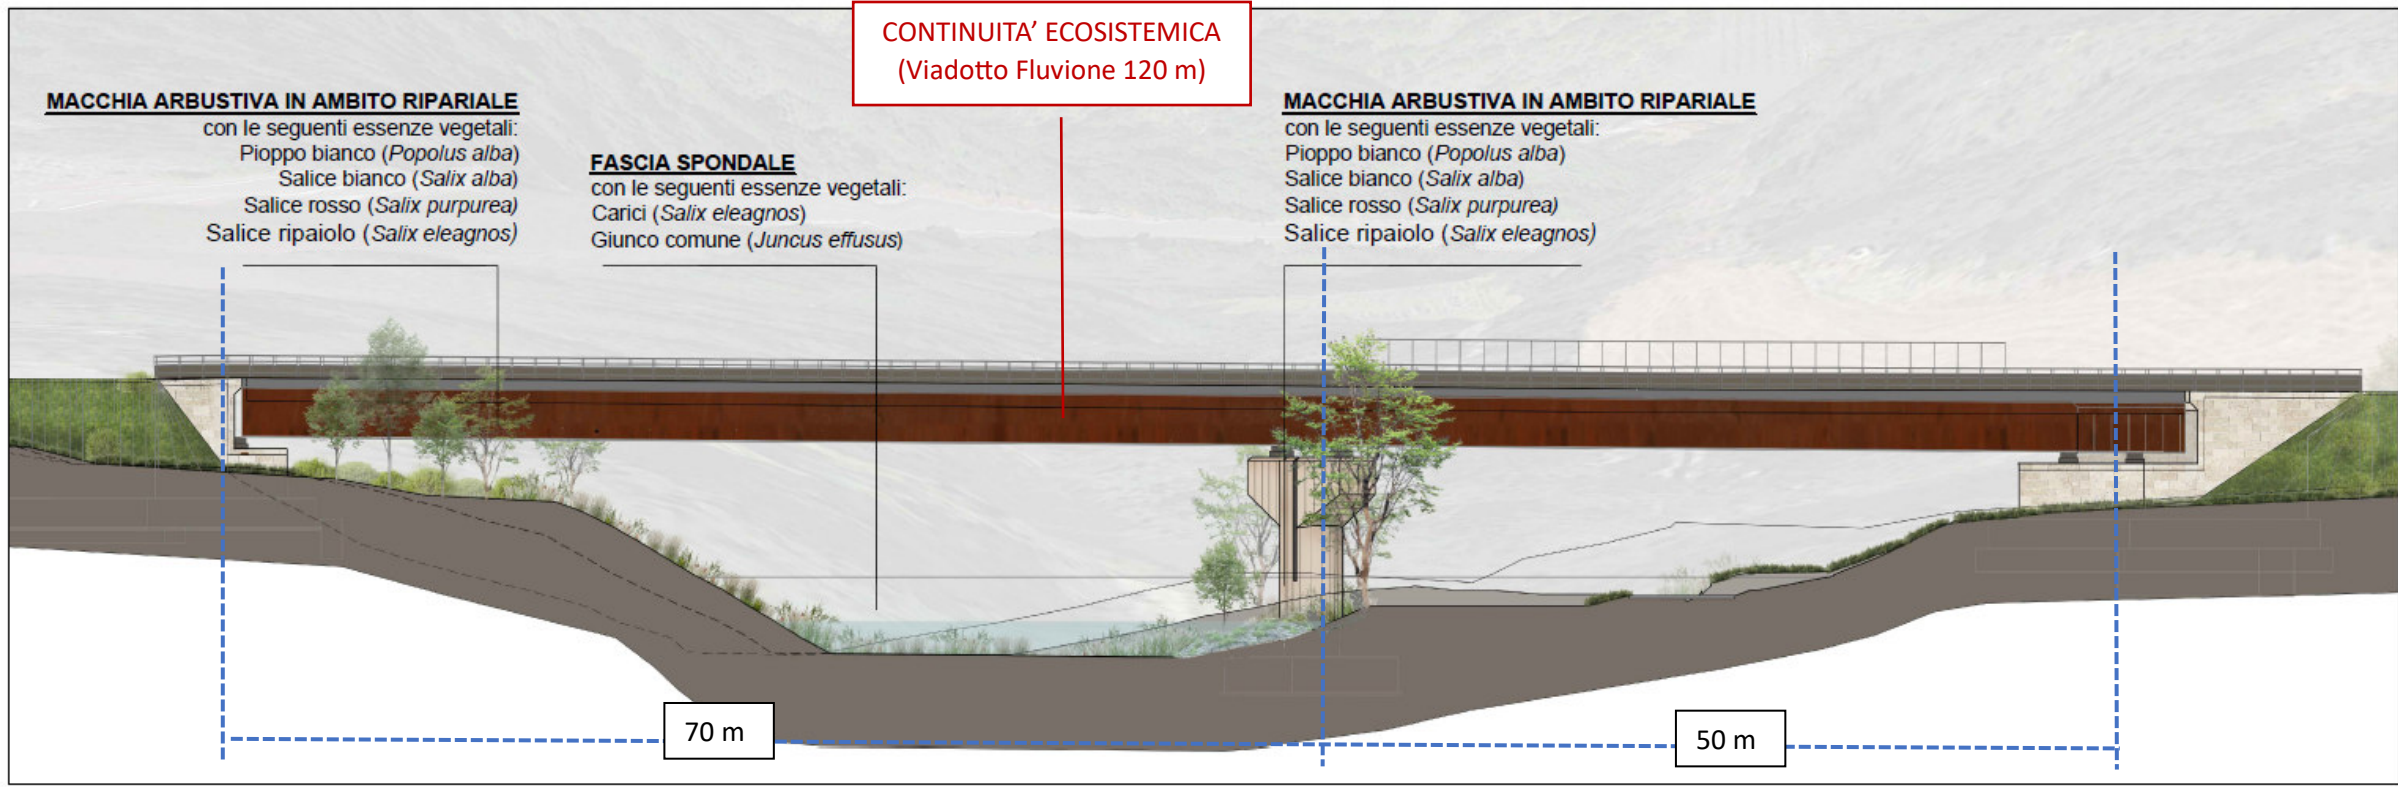 CONTINUITA’ ECOSISTEMICA
(Viadotto Fluvione 120 m)
MACCHIA ARBUSTIVA IN AMBITO RIPARIALE
con le seguenti essenze vegetali:
Pioppo bianco (Popolus alba)
Salice bianco (Salix alba)
Salice rosso (Salix purpurea)
Salice ripaiolo (Salix eleagnos)
FASCIA SPONDALE
con le seguenti essenze vegetali:
Carici (Salix eleagnos)
Giunco comune (Juncus effusus)
MACCHIA ARBUSTIVA IN AMBITO RIPARIALE
con le seguenti essenze vegetali:
Pioppo bianco (Popolus alba)
Salice bianco (Salix alba)
Salice rosso (Salix purpurea)
Salice ripaiolo (Salix eleagnos)
70 m
50 m